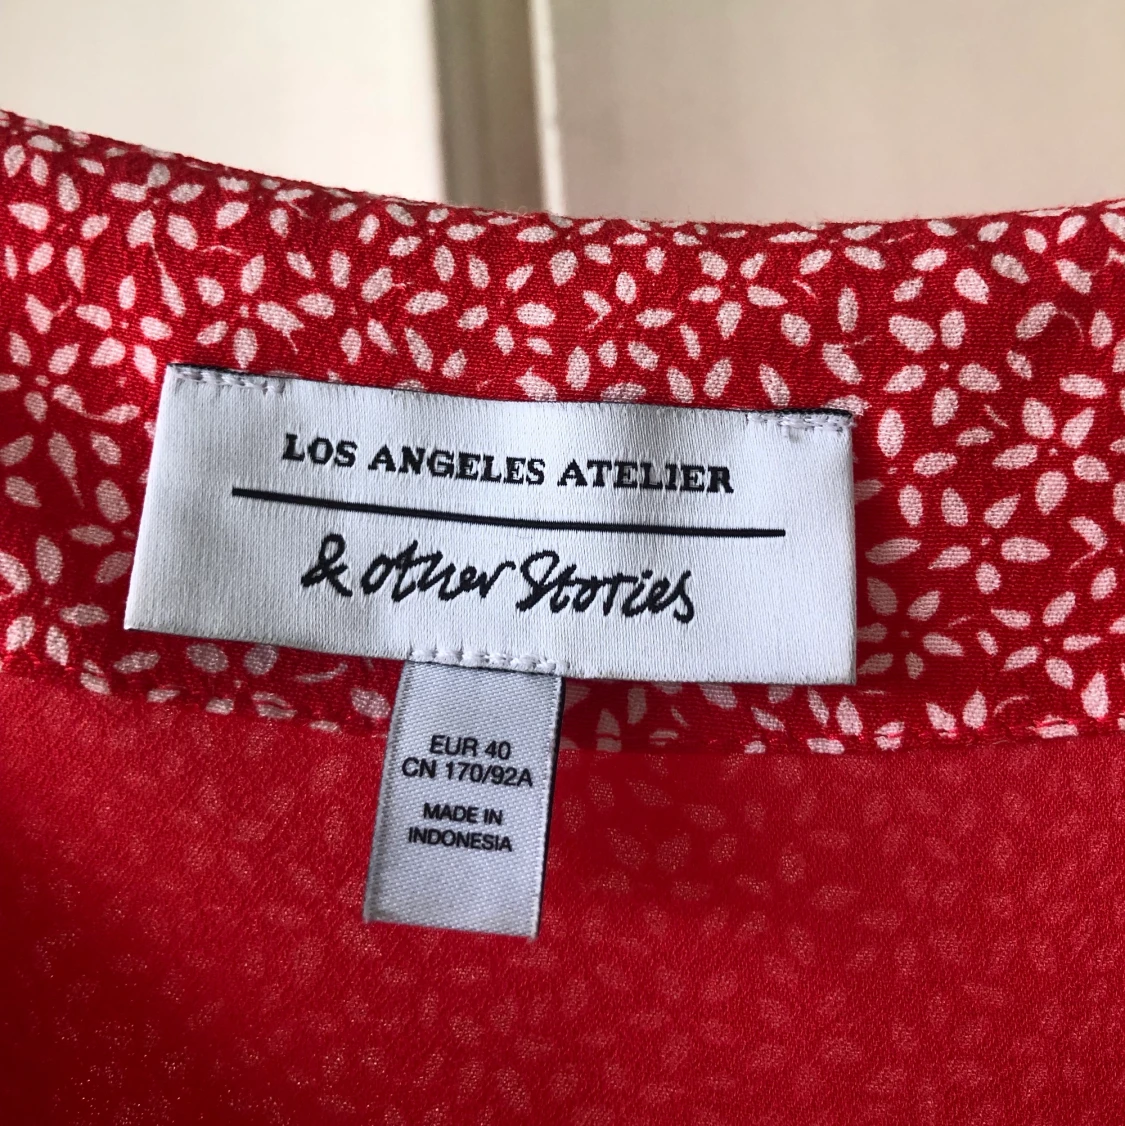 LOS ANGELES ATELIER
& other Stories
EUR 40
CN 170/92A
MADE IN
INDONESIA